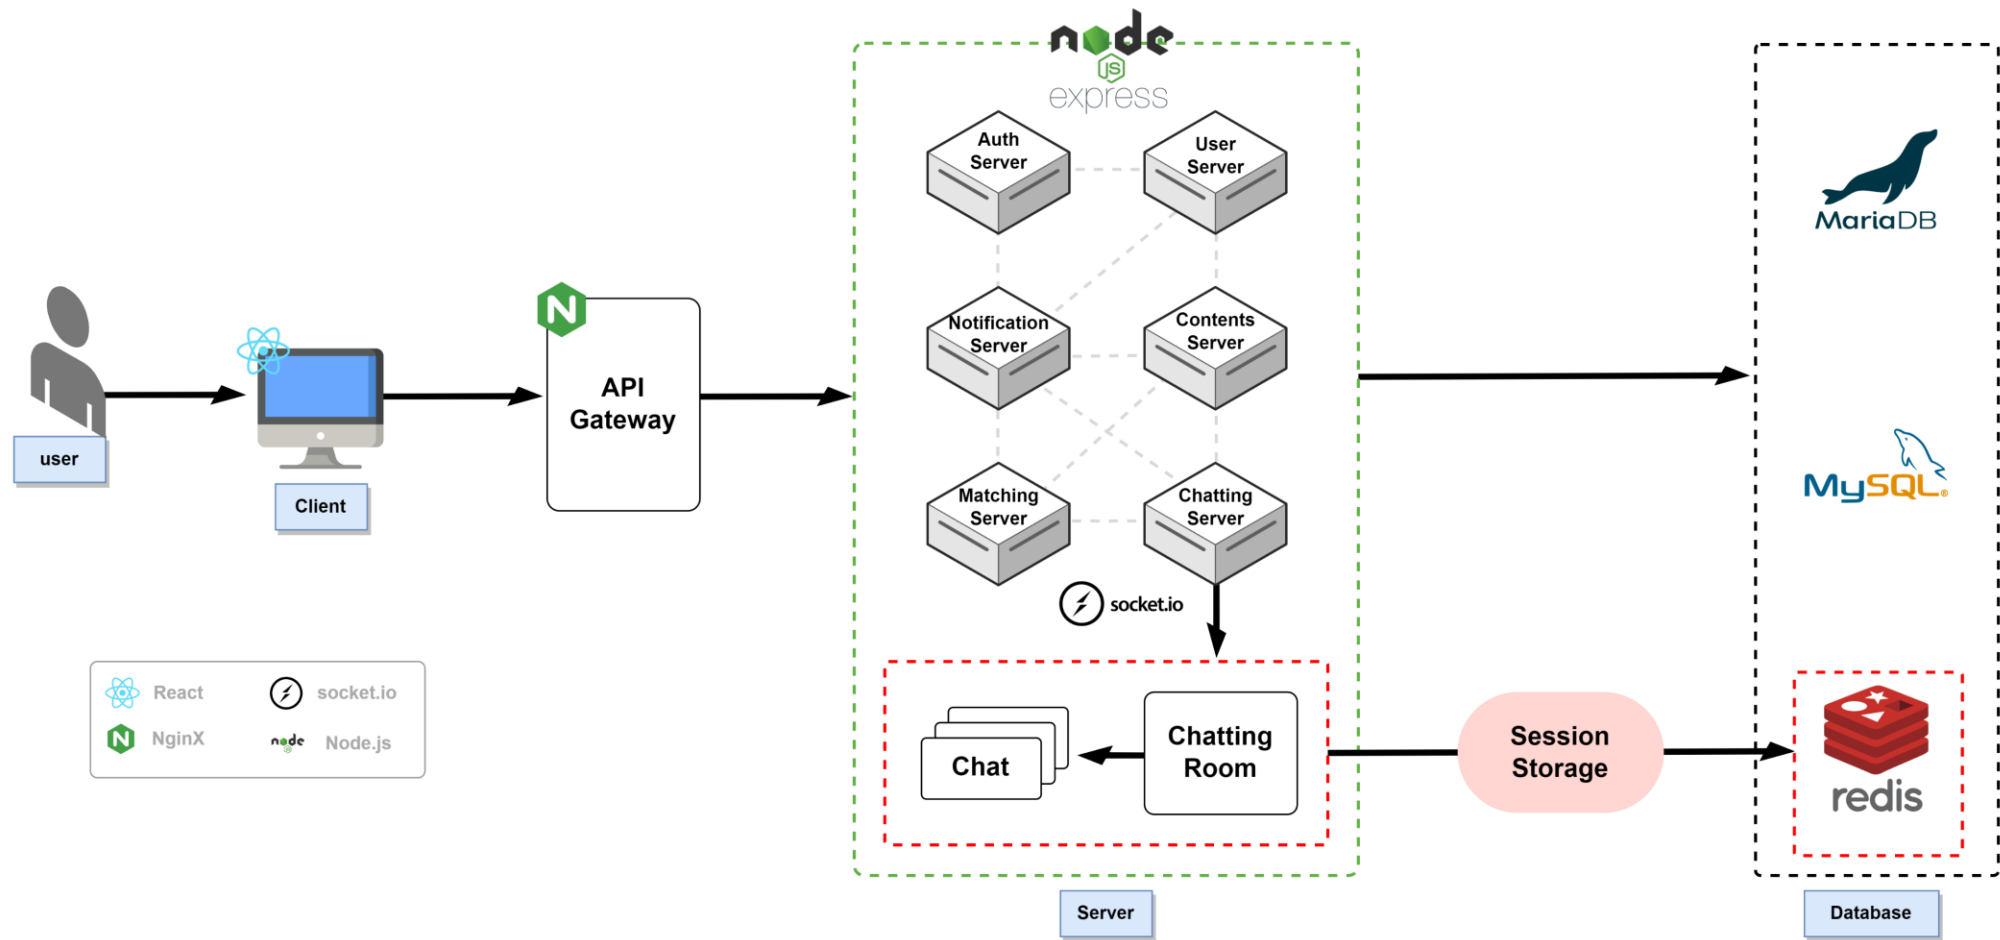 node
JS
express
Auth
Server
User
Server
Notification
Server
Contents
Server
Matching
Server
Chatting
Server
socket.io
Chat
Chatting
Room
Server
user
Client
N
API
Gateway
React
socket.io
N
NginX
node
JS
Node.js
Session
Storage
MariaDB
MySQL®
redis
Database